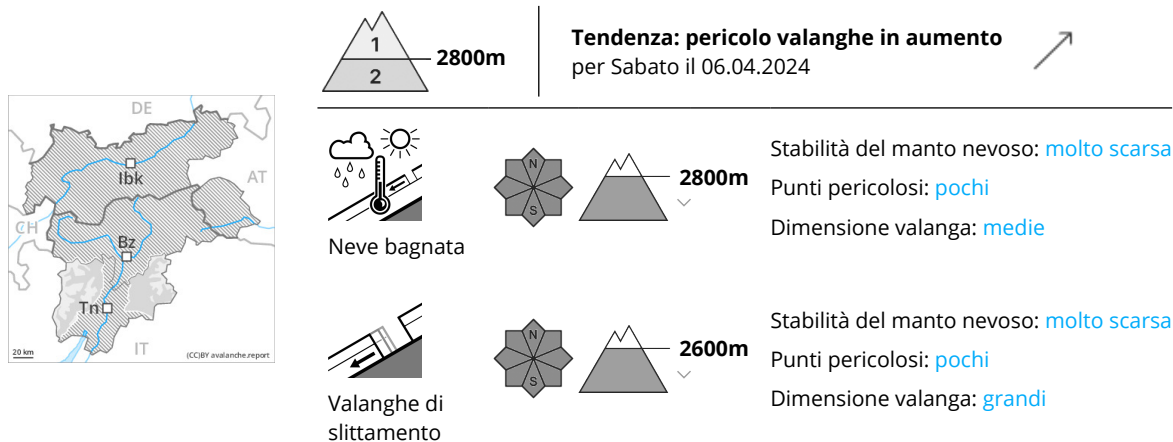 1
2
2800m
Tendenza: pericolo valanghe in aumento
per Sabato il 06.04.2024
DE
Ibk
AT
CH
Bz
Tn
IT
20 km
(CC)BY avalanche.report
Neve bagnata
N
S
2800m
Stabilità del manto nevoso: molto scarsa
Punti pericolosi: pochi
Dimensione valanga: medie
Valanghe di
slittamento
N
S
2600m
Stabilità del manto nevoso: molto scarsa
Punti pericolosi: pochi
Dimensione valanga: grandi